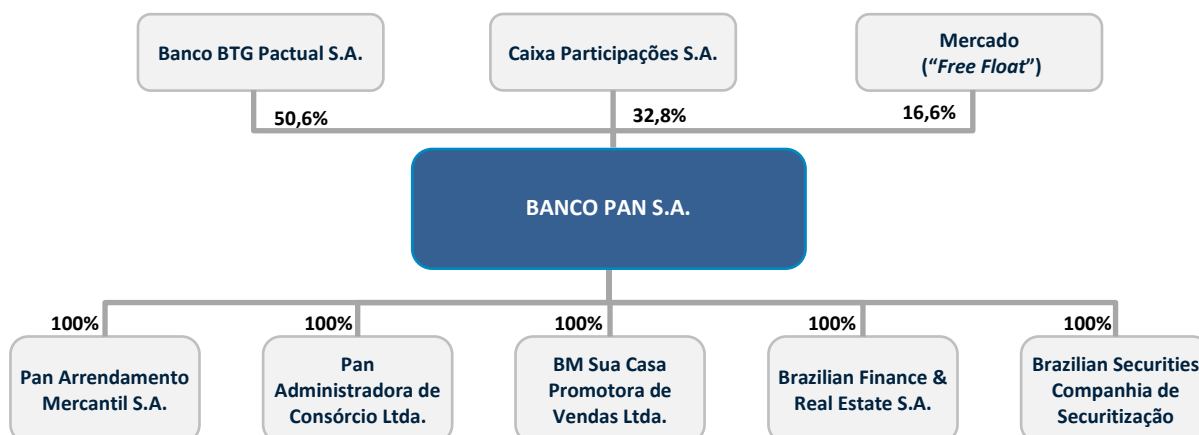 Banco BTG Pactual S.A.
Caixa Participações S.A.
Mercado
(“Free Float”)
50,6%
32,8%
16,6%
BANCO PAN S.A.
100%
100%
100%
100%
100%
Pan Arrendamento
Mercantil S.A.
Pan
Administradora de
Consórcio Ltda.
BM Sua Casa
Promotora de
Vendas Ltda.
Brazilian Finance &
Real Estate S.A.
Brazilian Securities
Companhia de
Securitização